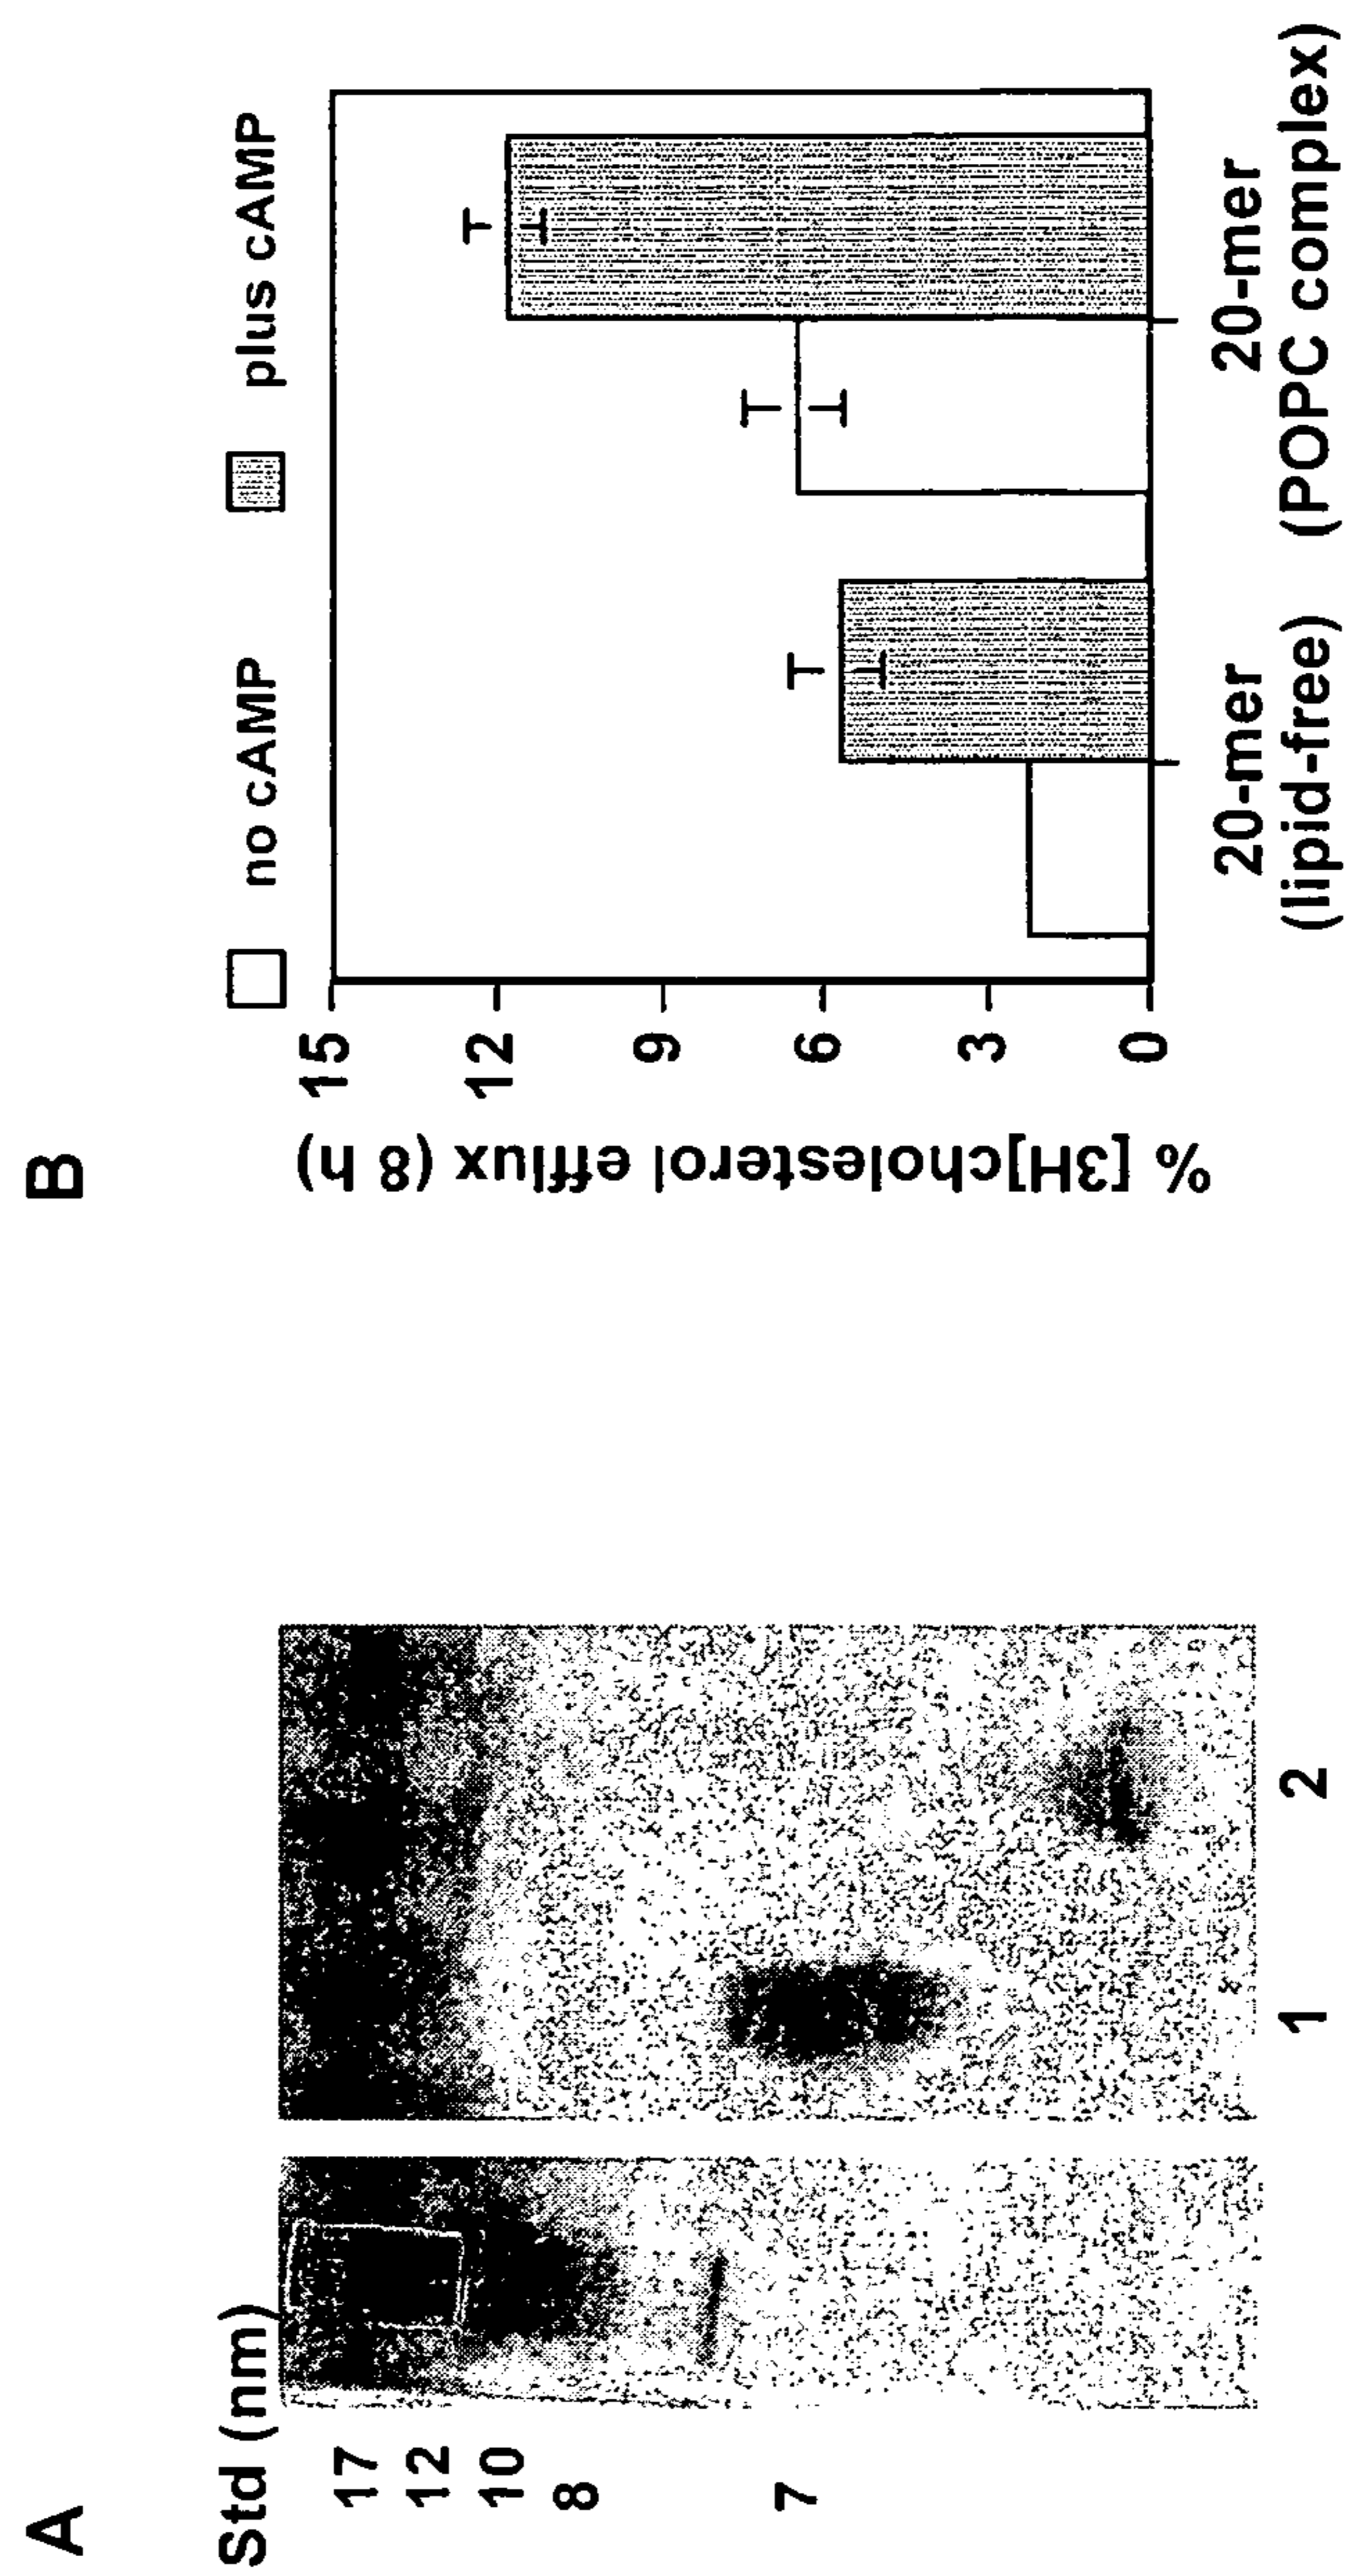 A
Std (nm)
17
12
10
8
7
1 2
B
no cAMP plus cAMP
% [3H]cholesterol efflux (8 h)
15
12
9
6
3
0
20-mer 20-mer
(lipid-free) (POPC complex)